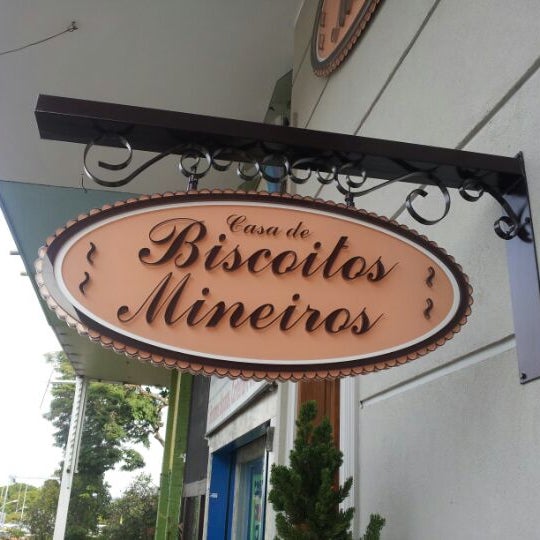 Casa de
Biscoitos
Mineiros